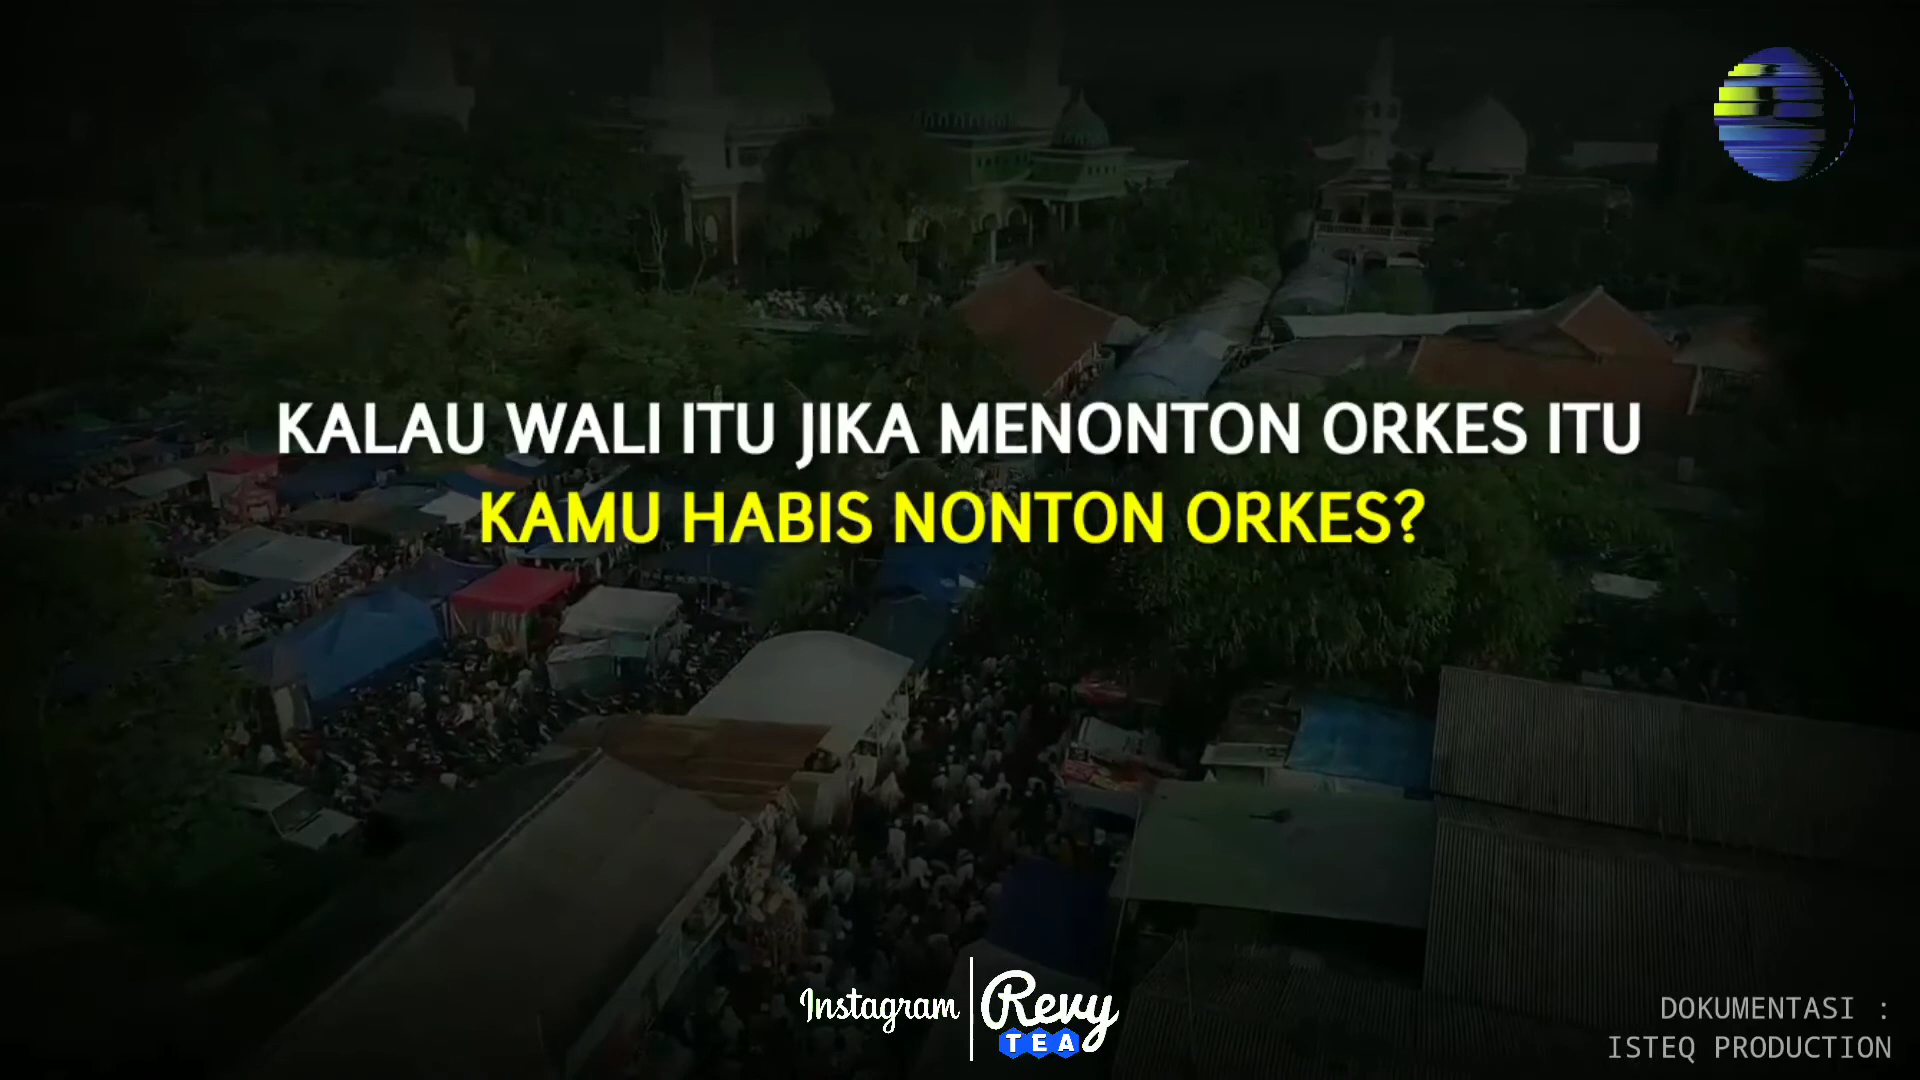 KALAU WALI ITU JIKA MENONTON ORKES ITU
KAMU HABIS NONTON ORKES?
Instagram
Revy
TEA
DOKUMENTASI :
ISTEQ PRODUCTION